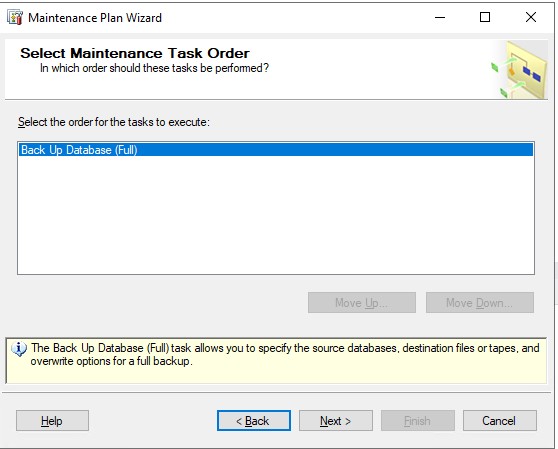 Maintenance Plan Wizard
Select Maintenance Task Order
In which order should these tasks be performed?
Select the order for the tasks to execute:
Back Up Database (Full)
Move Up...
Move Down...
The Back Up Database (Full) task allows you to specify the source databases, destination files or tapes, and
overwrite options for a full backup.
Help
< Back
Next >
Finish
Cancel